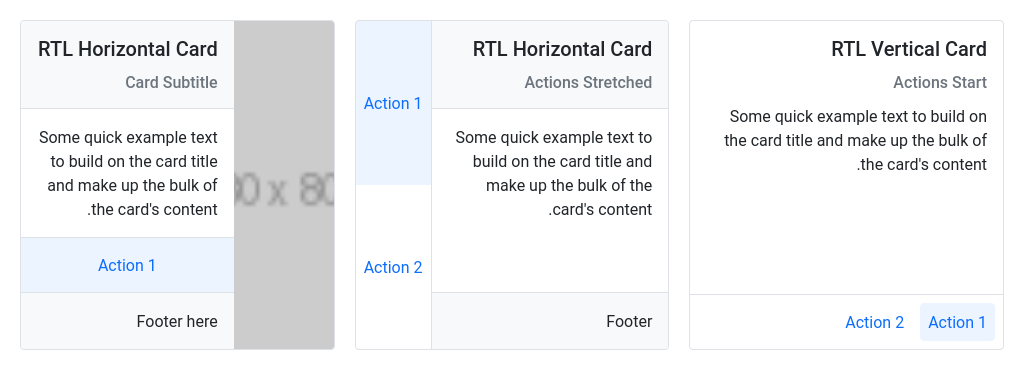 RTL Horizontal Card
Card Subtitle
Some quick example text
to build on the card title
and make up the bulk of
.the card's content
Action 1
Footer here
0 x 80
Action 1
Action 2
RTL Horizontal Card
Actions Stretched
Some quick example text to
build on the card title and
make up the bulk of the
.card's content
Footer
RTL Vertical Card
Actions Start
Some quick example text to build on
the card title and make up the bulk of
.the card's content
Action 2
Action 1